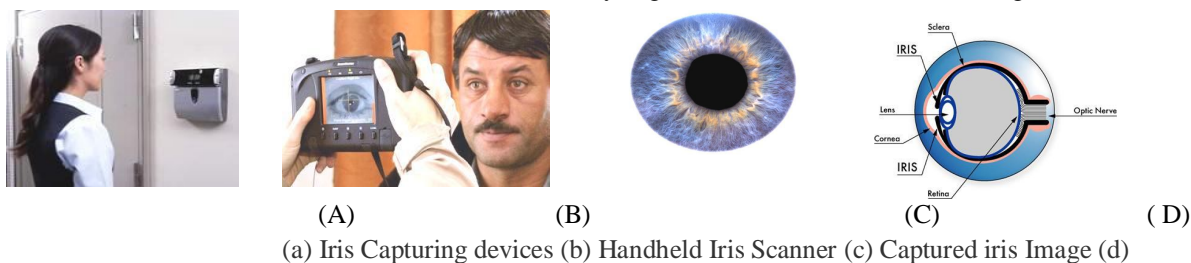 Sclera
IRIS
Lens
Optic Nerve
Cornea
IRIS
Retina
(A) (B) (C) ( D)
(a) Iris Capturing devices (b) Handheld Iris Scanner (c) Captured iris Image (d)